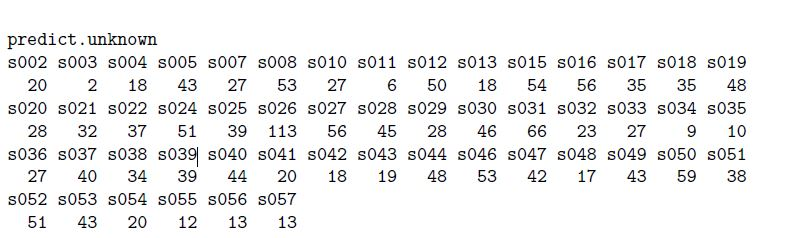 predict.unknown
s002 s003 s004 s005 s007 s008 s010 s011 s012 s013 s015 s016 s017 s018 s019
20 2 18 43 27 53 27 6 50 18 54 56 35 35 48
s020 s021 s022 s024 s025 s026 s027 s028 s029 s030 s031 s032 s033 s034 s035
28 32 37 51 39 113 56 45 28 46 66 23 27 9 10
s036 s037 s038 s039 s040 s041 s042 s043 s044 s046 s047 s048 s049 s050 s051
27 40 34 39 44 20 18 19 48 53 42 17 43 59 38
s052 s053 s054 s055 s056 s057
51 43 20 12 13 13